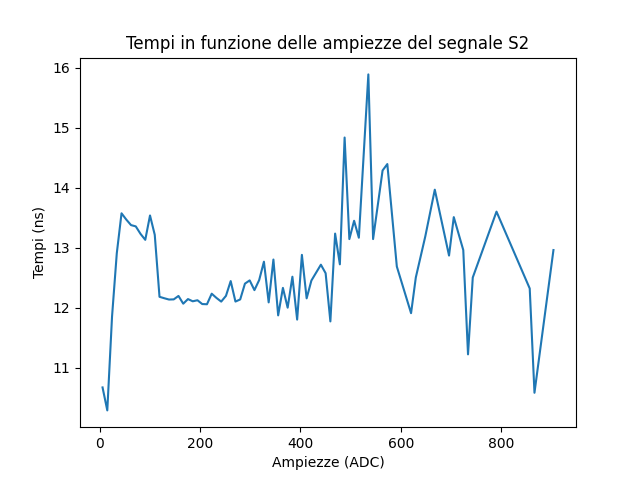 Tempi in funzione delle ampiezze del segnale S2
16
15
14
13
12
11
Tempi (ns)
0 200 400 600 800
Ampiezze (ADC)